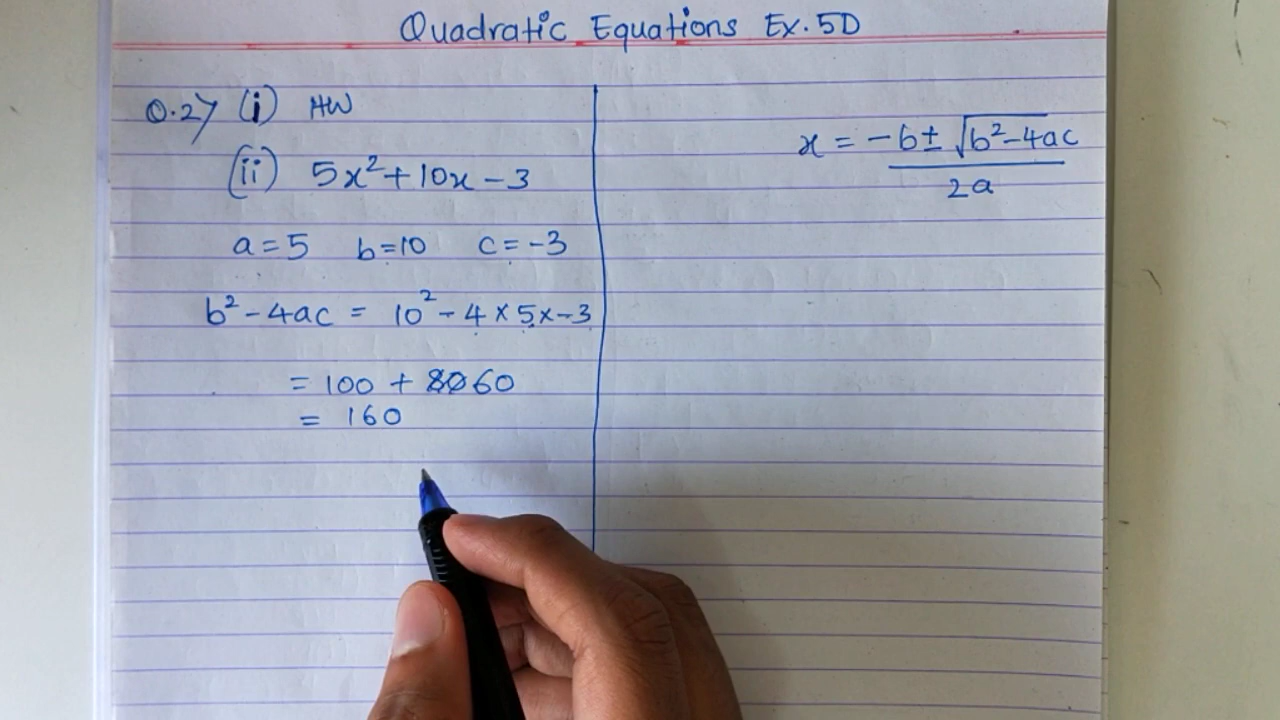 Quadratic Equations Ex. 5D
Q.2> (i) HW
(ii) 5x²+10x-3
a=5 b=10 c=-3
b²-4ac = 10²-4×5×-3
= 100 + 8060
= 160
x = -b±√b²-4ac
2a